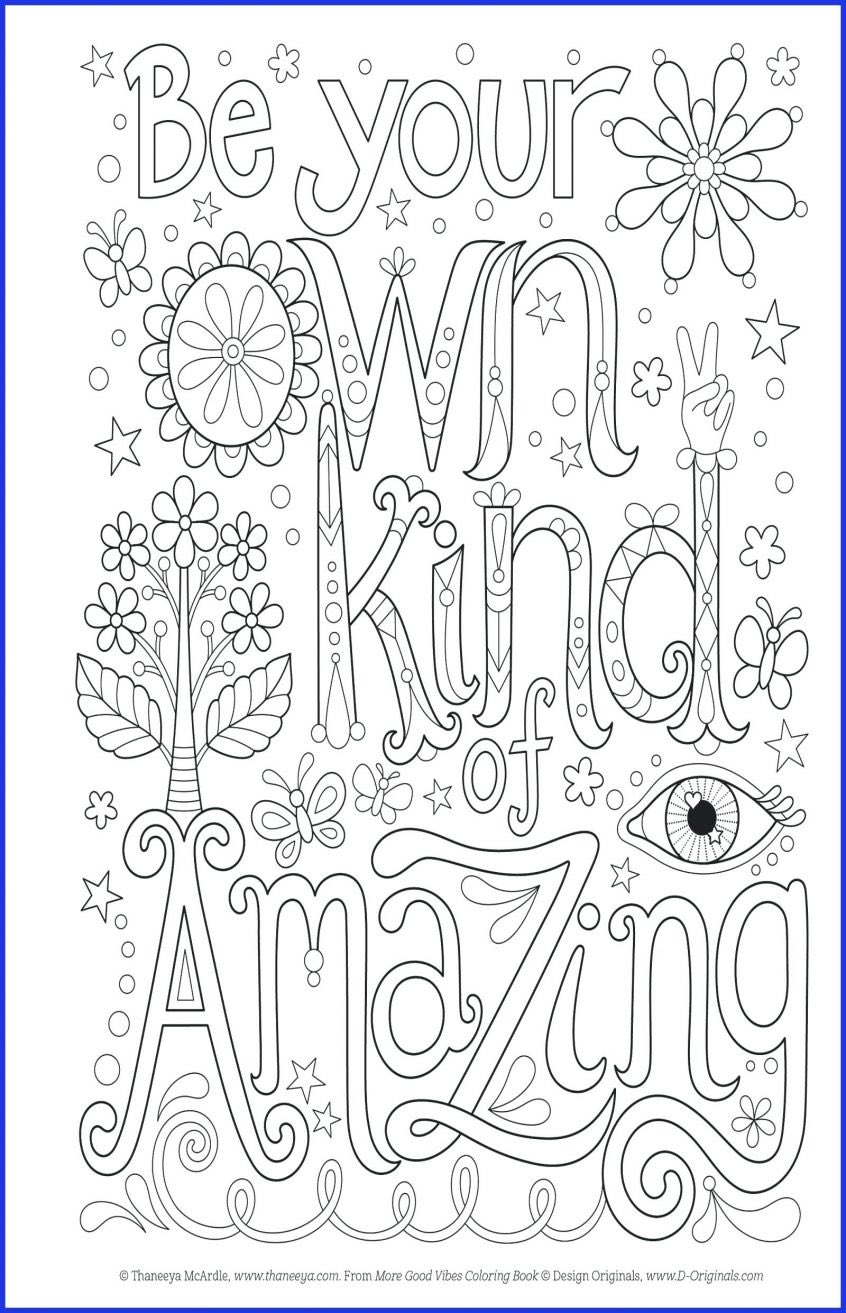 Be your
own
kind
of
Amazing
© Thaneeya McArdle, www.thaneeya.com. From More Good Vibes Coloring Book © Design Originals, www.D-Originals.com